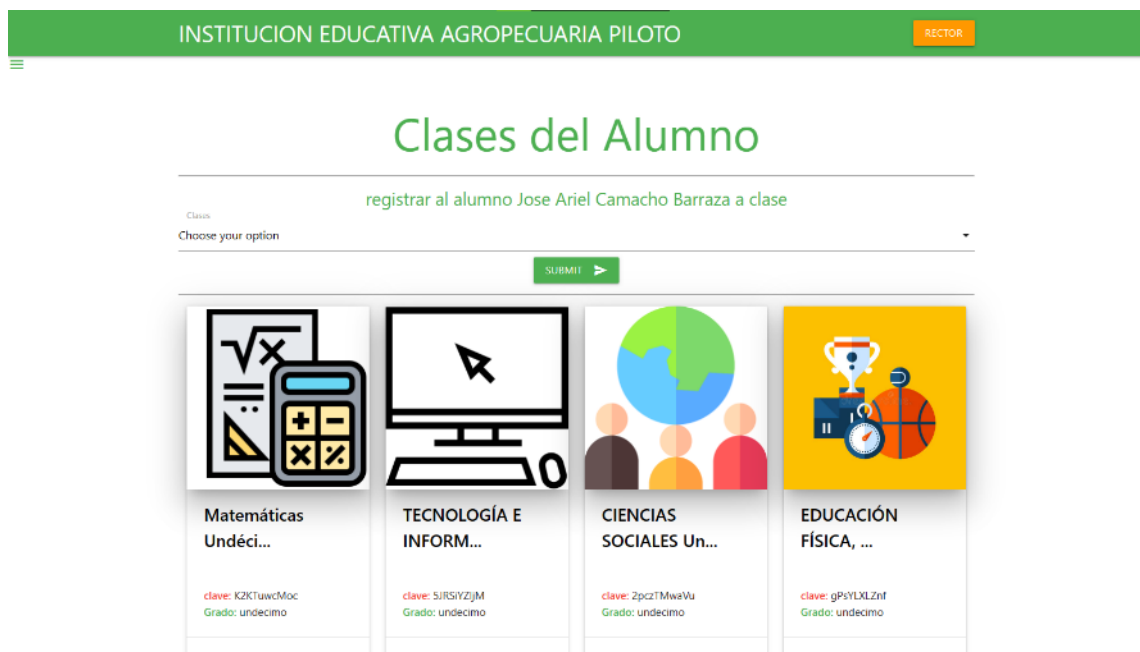 INSTITUCION EDUCATIVA AGROPECUARIA PILOTO
RECTOR
Clases del Alumno
registrar al alumno Jose Ariel Camacho Barraza a clase
Clases
Choose your option
SUBMIT
Matemáticas
Undéci...
clave: K2KTuwcMoc
Grado: undecimo
TECNOLOGÍA E
INFORM...
clave: 5JRSiYZIjM
Grado: undecimo
CIENCIAS
SOCIALES Un...
clave: 2pczTMwaVu
Grado: undecimo
EDUCACIÓN
FÍSICA, ...
clave: gPsYLXLZnf
Grado: undecimo